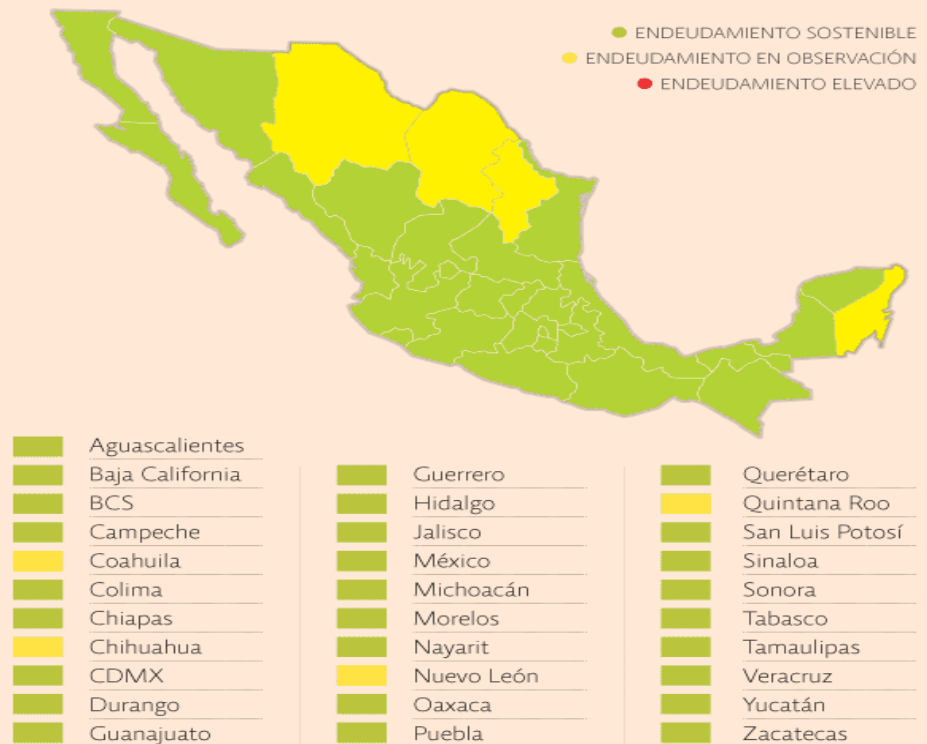 ENDEUDAMIENTO SOSTENIBLE
ENDEUDAMIENTO EN OBSERVACIÓN
ENDEUDAMIENTO ELEVADO
Aguascalientes
Baja California
BCS
Campeche
Coahuila
Colima
Chiapas
Chihuahua
CDMX
Durango
Guanajuato
Guerrero
Hidalgo
Jalisco
México
Michoacán
Morelos
Nayarit
Nuevo León
Oaxaca
Puebla
Querétaro
Quintana Roo
San Luis Potosí
Sinaloa
Sonora
Tabasco
Tamaulipas
Veracruz
Yucatán
Zacatecas